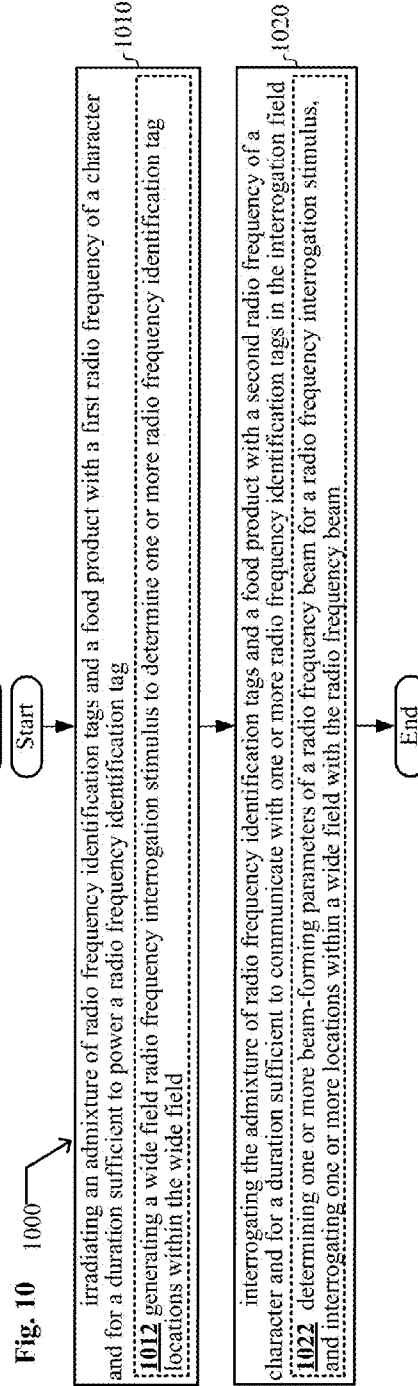 Fig. 10
1000
Start
irradiating an admixture of radio frequency identification tags and a food product with a first radio frequency of a character
and for a duration sufficient to power a radio frequency identification tag
1012 generating a wide field radio frequency interrogation stimulus to determine one or more radio frequency identification tag
locations within the wide field
1010
interrogating the admixture of radio frequency identification tags and a food product with a second radio frequency of a
character and for a duration sufficient to communicate with one or more radio frequency identification tags in the interrogation field
1022 determining one or more beam-forming parameters of a radio frequency beam for a radio frequency interrogation stimulus,
and interrogating one or more locations within a wide field with the radio frequency beam
1020
End